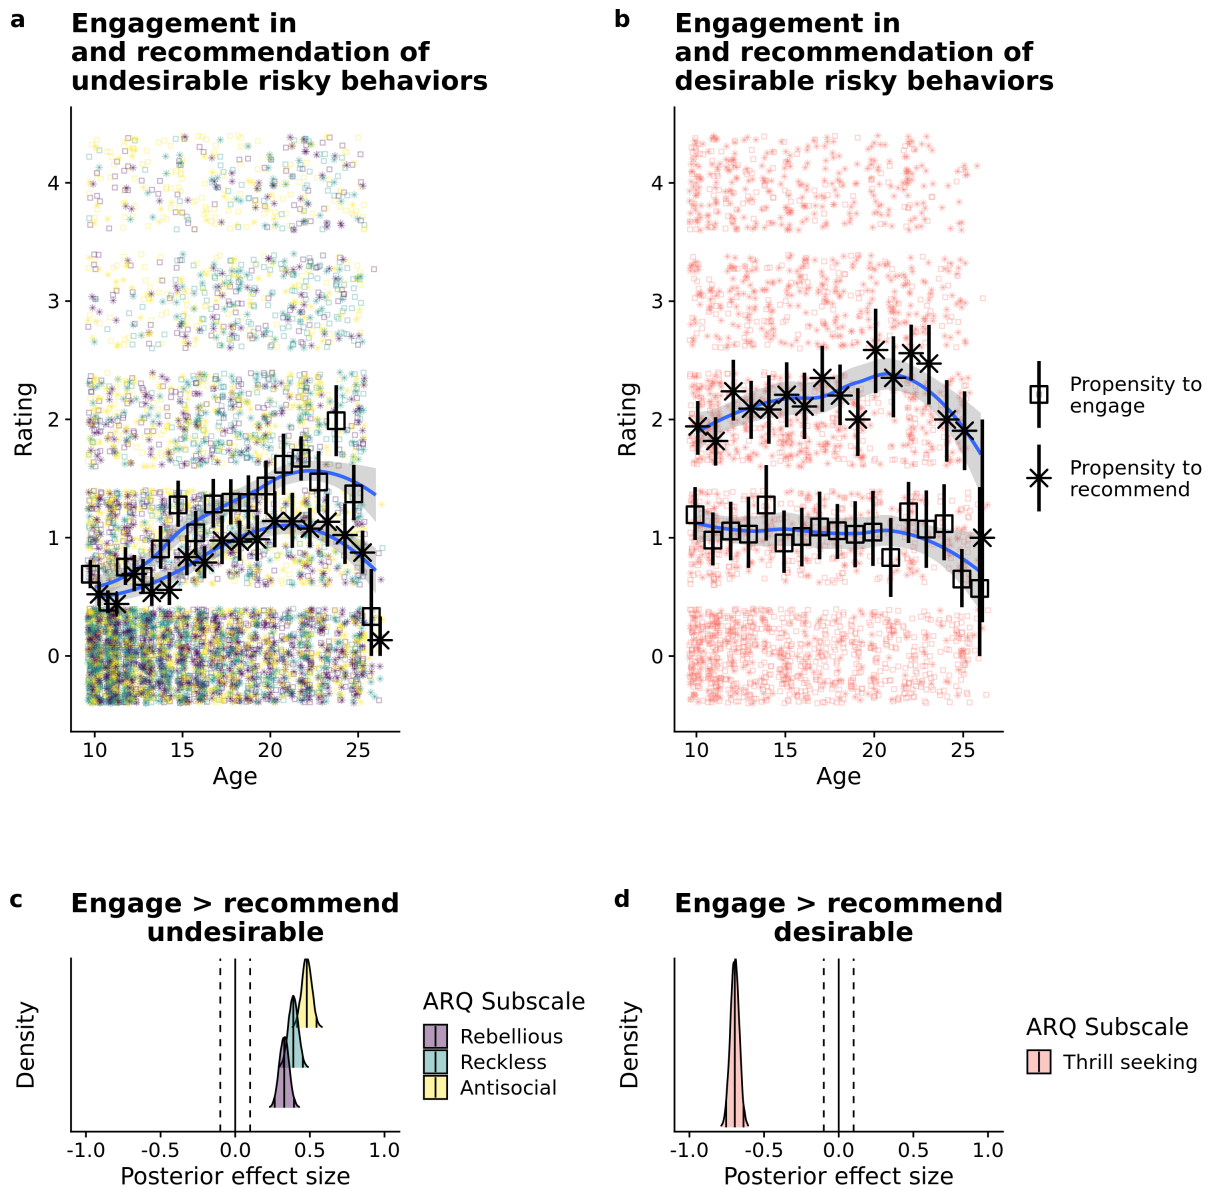 a
Engagement in
and recommendation of
undesirable risky behaviors
Rating
4
3
2
1
0
10 15 20 25
Age
b
Engagement in
and recommendation of
desirable risky behaviors
Rating
4
3
2
1
0
10 15 20 25
Age
Propensity to
engage
Propensity to
recommend
c
Engage > recommend
undesirable
Density
-1.0 -0.5 0.0 0.5 1.0
Posterior effect size
ARQ Subscale
Rebellious
Reckless
Antisocial
d
Engage > recommend
desirable
Density
-1.0 -0.5 0.0 0.5 1.0
Posterior effect size
ARQ Subscale
Thrill seeking